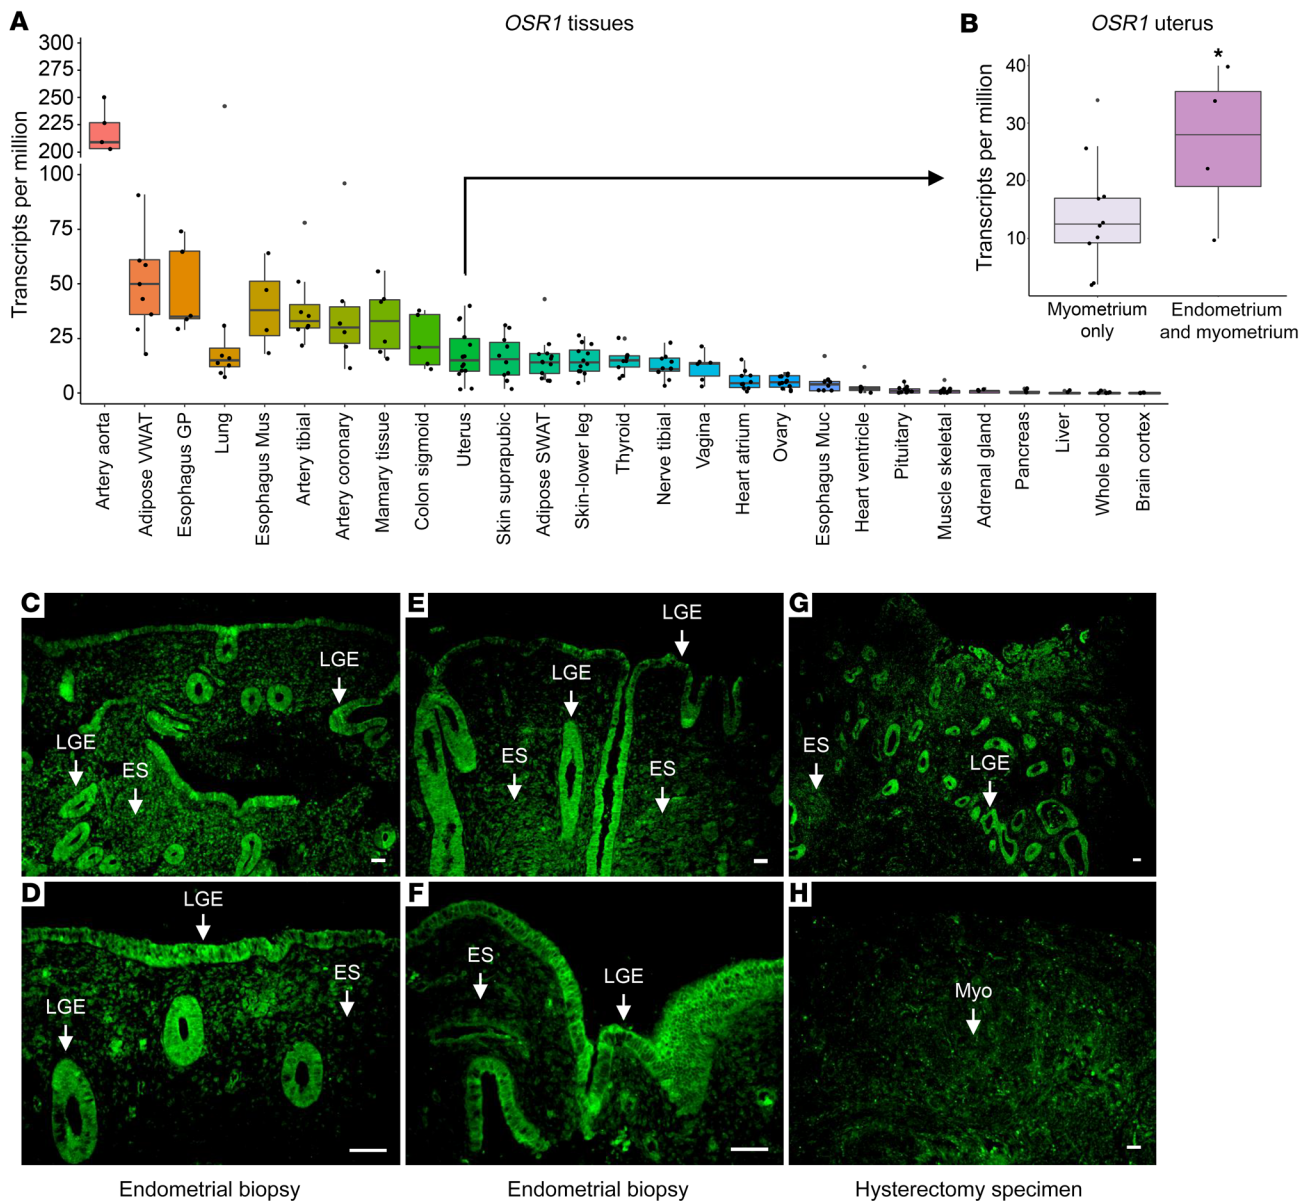 A
OSR1 tissues
Transcripts per million
300
275
250
225
200
100
75
50
25
0
Artery aorta
Adipose VWAT
Esophagus GP
Lung
Esophagus Mus
Artery tibial
Artery coronary
Mamary tissue
Colon sigmoid
Uterus
Skin suprapubic
Adipose SWAT
Skin-lower leg
Thyroid
Nerve tibial
Vagina
Heart atrium
Ovary
Esophagus Muc
Heart ventricle
Pituitary
Muscle skeletal
Adrenal gland
Pancreas
Liver
Whole blood
Brain cortex
B
OSR1 uterus
Transcripts per million
*
40
30
20
10
Myometrium
only
Endometrium
and myometrium
C
LGE
LGE
ES
E
LGE
LGE
ES
ES
G
ES
LGE
D
LGE
ES
LGE
F
ES
LGE
H
Myo
Endometrial biopsy
Endometrial biopsy
Hysterectomy specimen